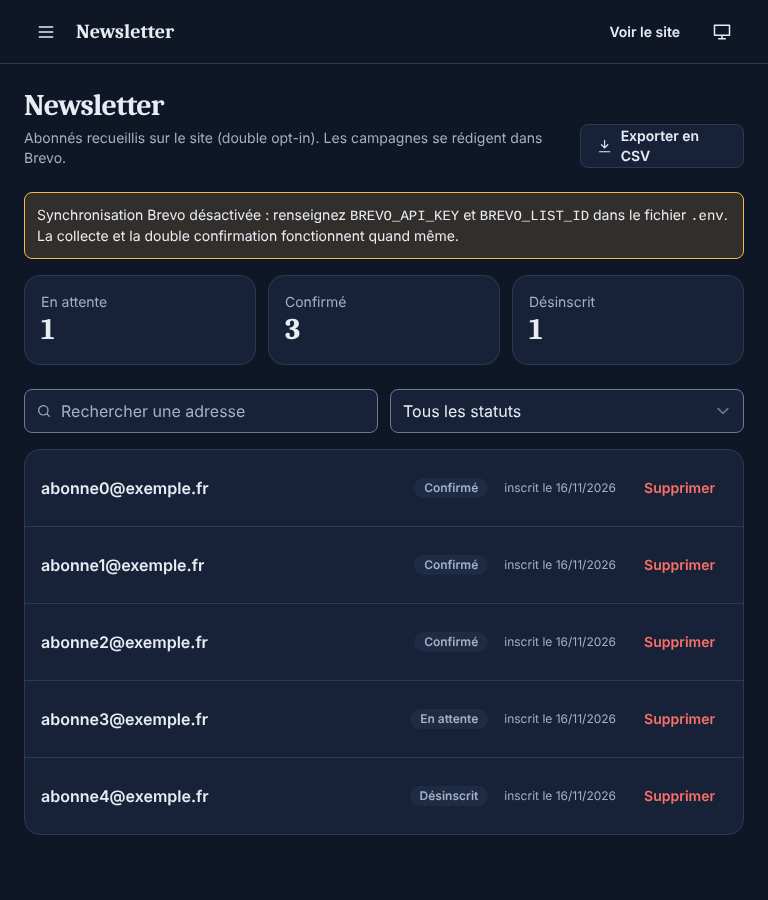 Newsletter
Voir le site
Newsletter
Abonnés recueillis sur le site (double opt-in). Les campagnes se rédigent dans
Brevo.
Exporter en
CSV
Synchronisation Brevo désactivée : renseignez BREVO_API_KEY et BREVO_LIST_ID dans le fichier .env.
La collecte et la double confirmation fonctionnent quand même.
En attente
1
Confirmé
3
Désinscrit
1
Rechercher une adresse
Tous les statuts
abonne0@exemple.fr Confirmé inscrit le 16/11/2026 Supprimer
abonne1@exemple.fr Confirmé inscrit le 16/11/2026 Supprimer
abonne2@exemple.fr Confirmé inscrit le 16/11/2026 Supprimer
abonne3@exemple.fr En attente inscrit le 16/11/2026 Supprimer
abonne4@exemple.fr Désinscrit inscrit le 16/11/2026 Supprimer